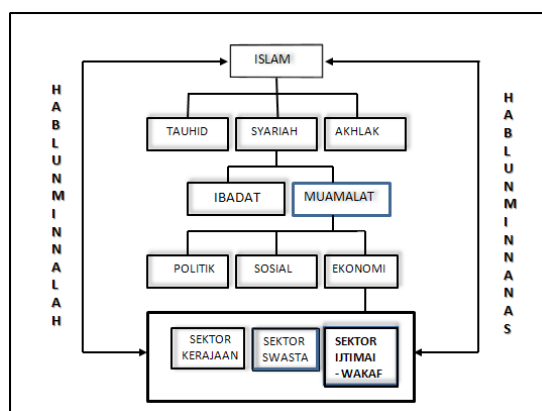 ISLAM
HABLUNMINNALAH
HABLUNMINNANAS
TAUHID
SYARIAH
AKHLAK
IBADAT
MUAMALAT
POLITIK
SOSIAL
EKONOMI
SEKTOR
KERAJAAN
SEKTOR
SWASTA
SEKTOR
IJTIMAI
- WAKAF